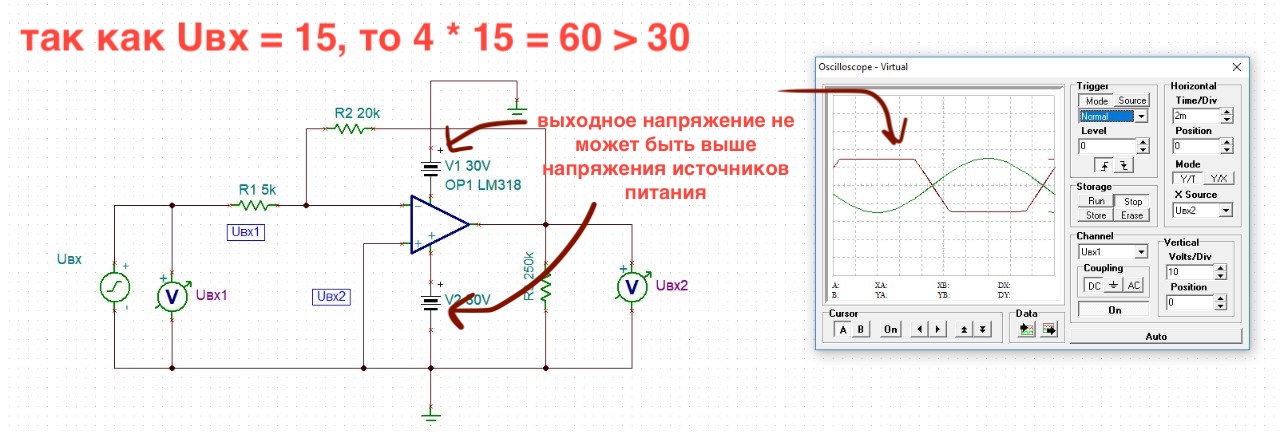 так как Uвх = 15, то 4 * 15 = 60 > 30
R2 20k
выходное напряжение не
может быть выше
напряжения источников
питания
+
V1 30V
OP1 LM318
R1 5k
Uвх1
Uвх2
Uвх
+
-
+
V
Uвх1
-
+
+
+
V2 30V
250k
+
V
Uвх2
Oscilloscope - Virtual
A: XA: XB: DX:
B: YA: YB: DY:
Cursor
A B On
Data
Trigger
Mode Source
Normal
Level
0
Storage
Run Stop
Store Erase
Channel
Uвх1
Coupling
DC AC
On
Horizontal
Time/Div
2m
Position
0
Mode
Y/T Y/X
X Source
Uвх2
Vertical
Volts/Div
10
Position
0
Auto